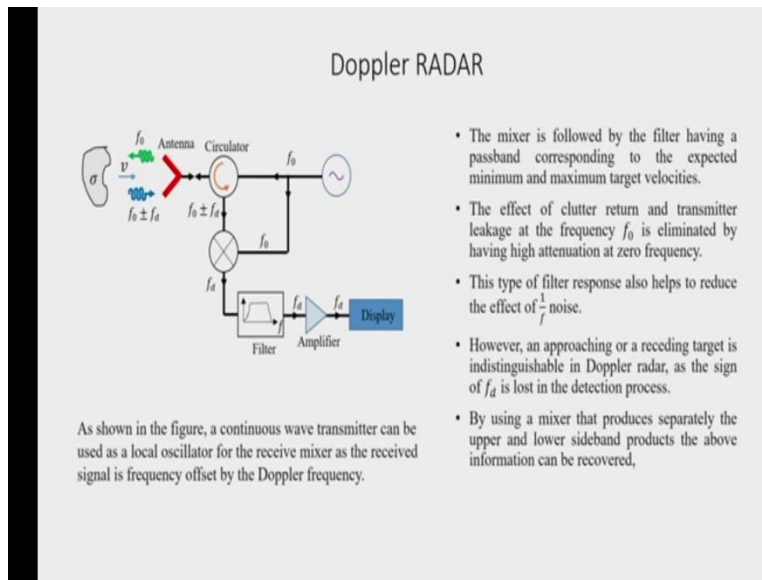 Doppler RADAR
f₀ Antenna Circulator
f₀
σ
v
f₀ ± f_d
f₀ ± f_d
f₀
f_d
f_d
f_d
f
Display
Filter
Amplifier
As shown in the figure, a continuous wave transmitter can be
used as a local oscillator for the receive mixer as the received
signal is frequency offset by the Doppler frequency.
• The mixer is followed by the filter having a
passband corresponding to the expected
minimum and maximum target velocities.
• The effect of clutter return and transmitter
leakage at the frequency f₀ is eliminated by
having high attenuation at zero frequency.
• This type of filter response also helps to reduce
the effect of 1/f noise.
• However, an approaching or a receding target is
indistinguishable in Doppler radar, as the sign
of f_d is lost in the detection process.
• By using a mixer that produces separately the
upper and lower sideband products the above
information can be recovered,